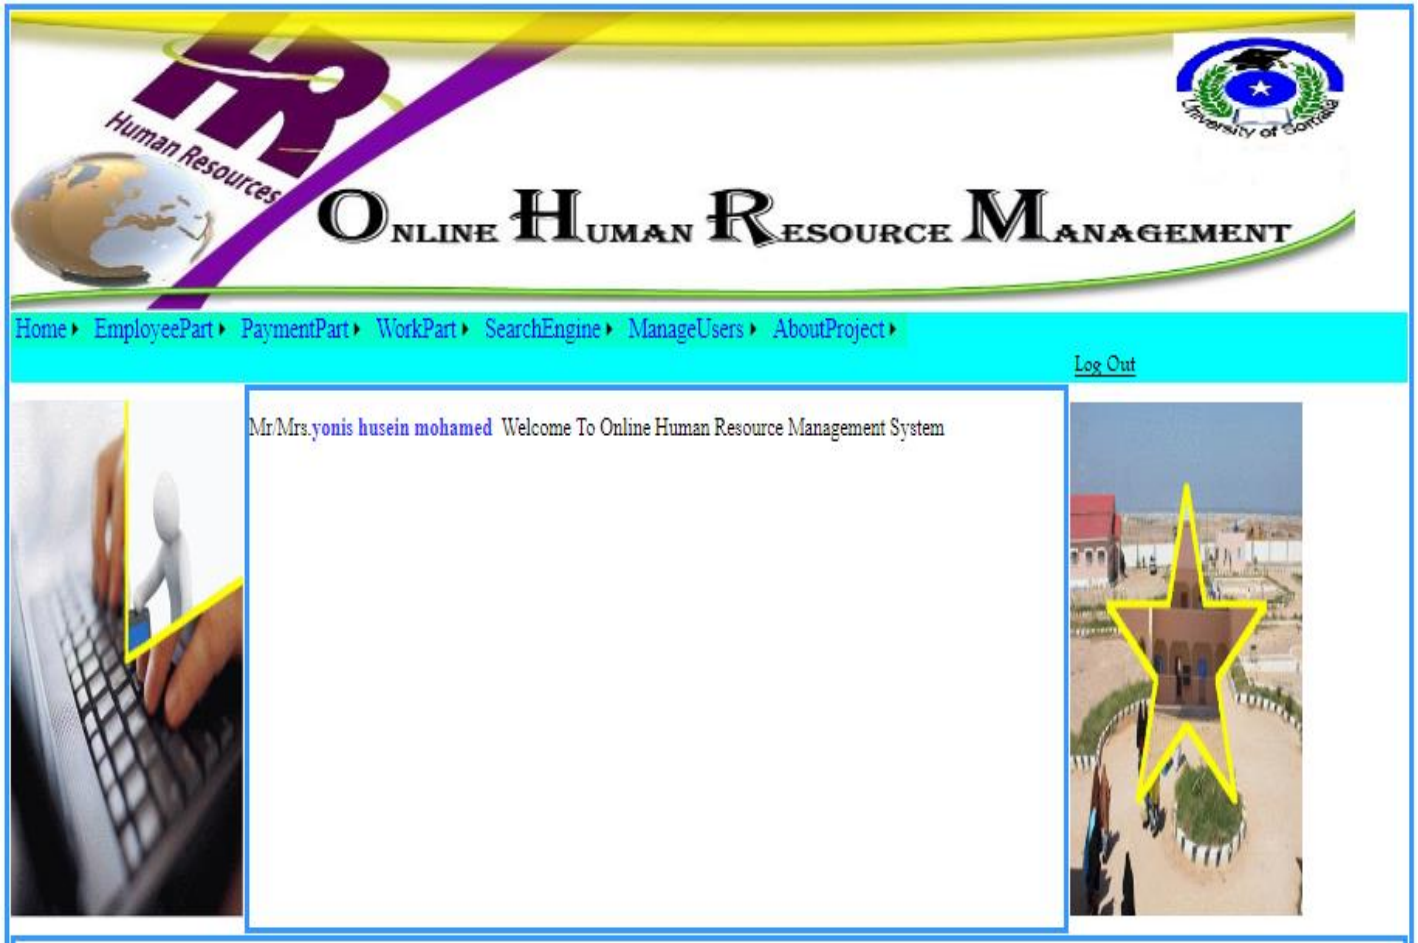 HR
Human Resources
University of Somalia
ONLINE HUMAN RESOURCE MANAGEMENT
Home EmployeePart PaymentPart WorkPart SearchEngine ManageUsers AboutProject
Log Out
Mr/Mrs.yonis husein mohamed Welcome To Online Human Resource Management System